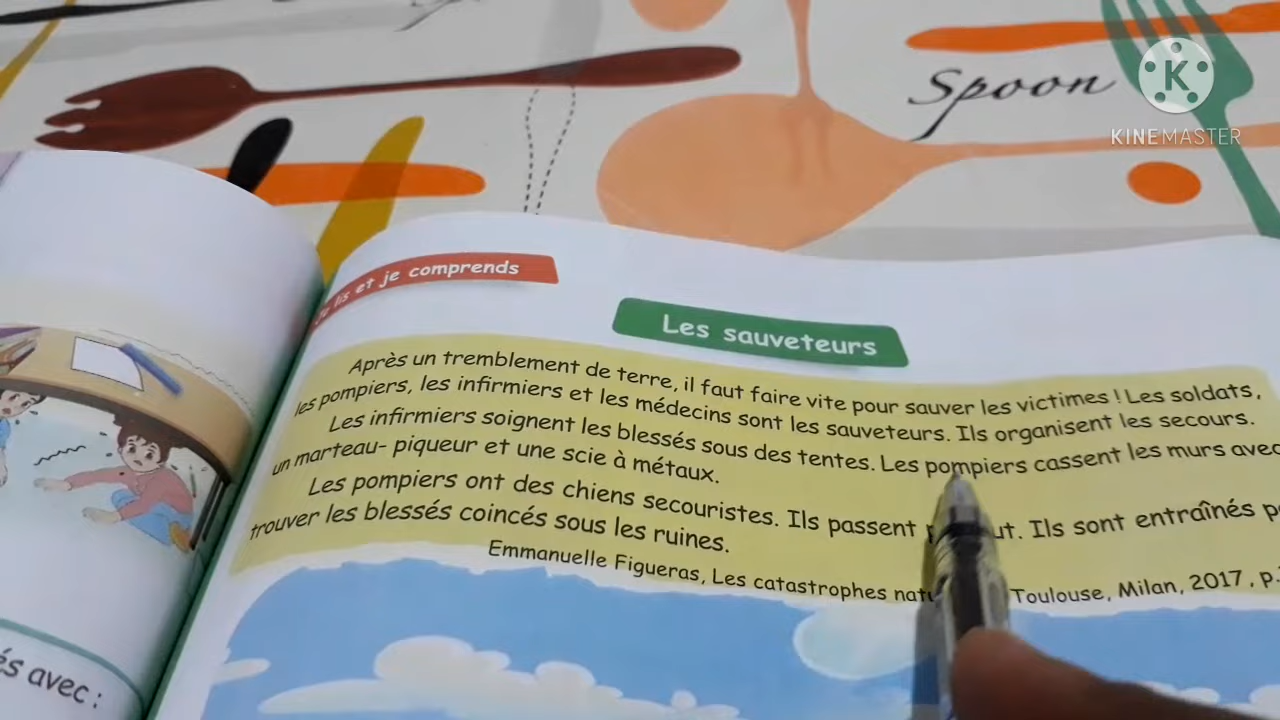 Spoon
KINEMASTER
Je lis et je comprends
Les sauveteurs
Après un tremblement de terre, il faut faire vite pour sauver les victimes ! Les soldats,
les pompiers, les infirmiers et les médecins sont les sauveteurs. Ils organisent les secours.
Les infirmiers soignent les blessés sous des tentes. Les pompiers cassent les murs avec
un marteau- piqueur et une scie à métaux.
Les pompiers ont des chiens secouristes. Ils passent Ils sont entraînés
trouver les blessés coincés sous les ruines.
Emmanuelle Figueras, Les catastrophes Toulouse, Milan, 2017, p.
avec :